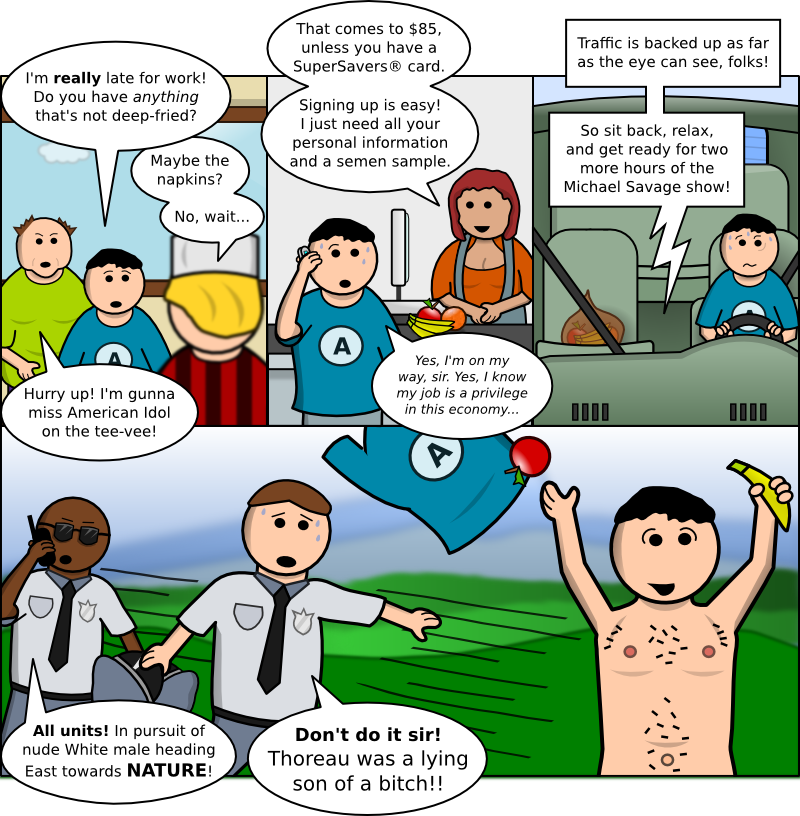 I'm really late for work!
Do you have anything
that's not deep-fried?
Maybe the
napkins?
No, wait...
A
Hurry up! I'm gunna
miss American Idol
on the tee-vee!
That comes to $85,
unless you have a
SuperSavers® card.
Signing up is easy!
I just need all your
personal information
and a semen sample.
A
Yes, I'm on my
way, sir. Yes, I know
my job is a privilege
in this economy...
Traffic is backed up as far
as the eye can see, folks!
So sit back, relax,
and get ready for two
more hours of the
Michael Savage show!
A
A
All units! In pursuit of
nude White male heading
East towards NATURE!
Don't do it sir!
Thoreau was a lying
son of a bitch!!